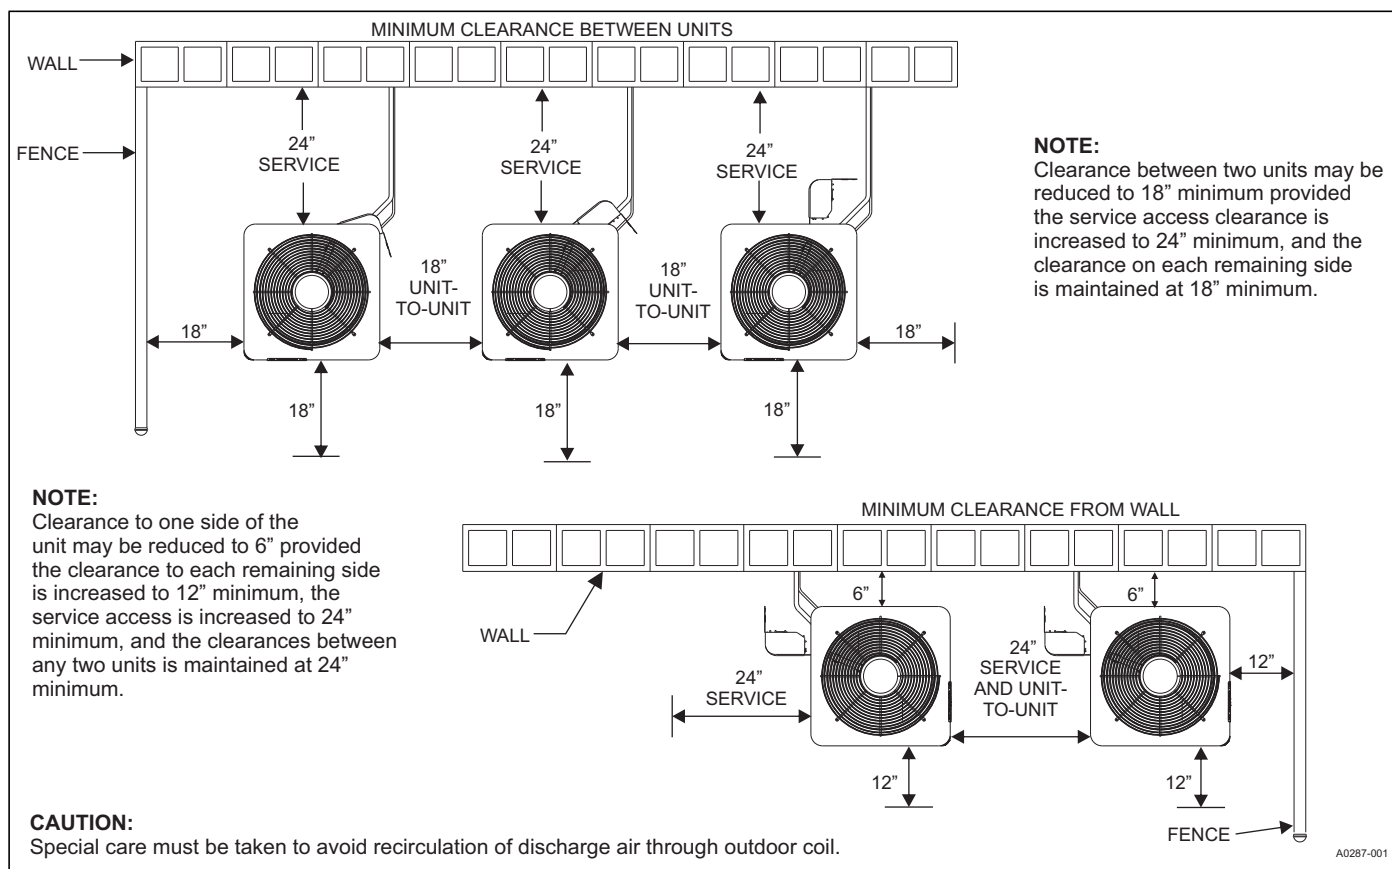 MINIMUM CLEARANCE BETWEEN UNITS
WALL
FENCE
24”
SERVICE
24”
SERVICE
24”
SERVICE
18”
UNIT-
TO-UNIT
18”
UNIT-
TO-UNIT
18”
18”
18”
18”
18”
NOTE:
Clearance between two units may be
reduced to 18” minimum provided
the service access clearance is
increased to 24” minimum, and the
clearance on each remaining side
is maintained at 18” minimum.
NOTE:
Clearance to one side of the
unit may be reduced to 6” provided
the clearance to each remaining side
is increased to 12” minimum, the
service access is increased to 24”
minimum, and the clearances between
any two units is maintained at 24”
minimum.
MINIMUM CLEARANCE FROM WALL
WALL
6”
6”
24”
SERVICE
24”
SERVICE
AND UNIT-
TO-UNIT
12”
12”
12”
FENCE
CAUTION:
Special care must be taken to avoid recirculation of discharge air through outdoor coil.
A0287-001